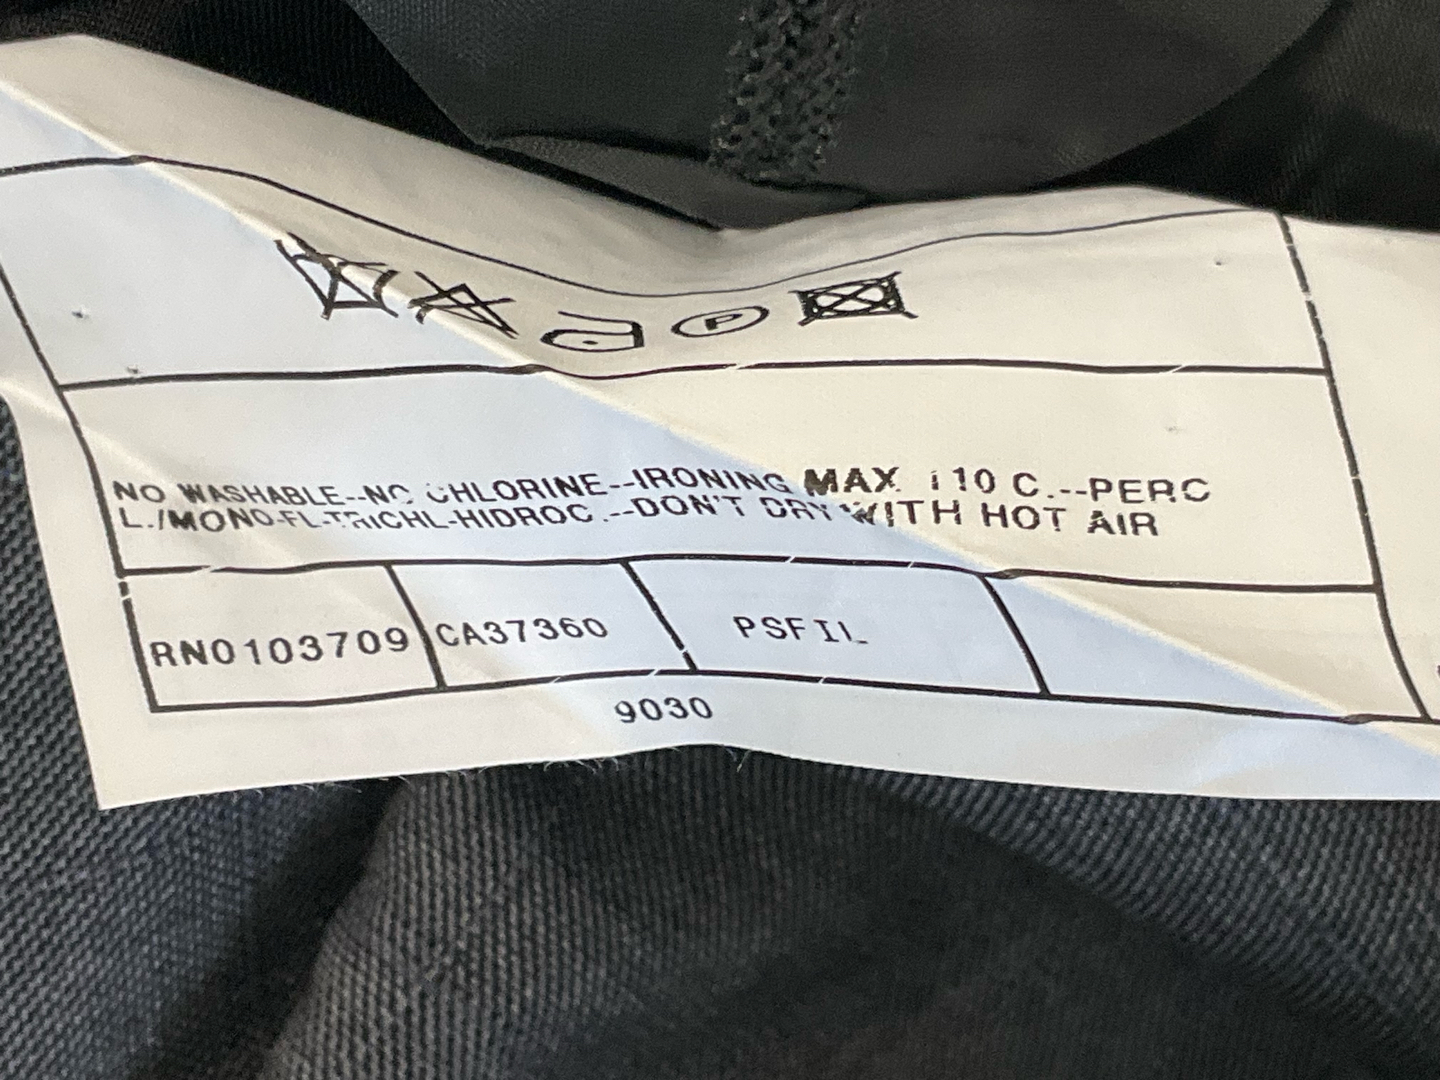 P
NO WASHABLE--NO CHLORINE--IRONING MAX 110 C.--PERC
L./MONO-FL-TRICHL-HIDROC.--DON'T DRY WITH HOT AIR
RN0103709 CA37360 PSFIL
9030